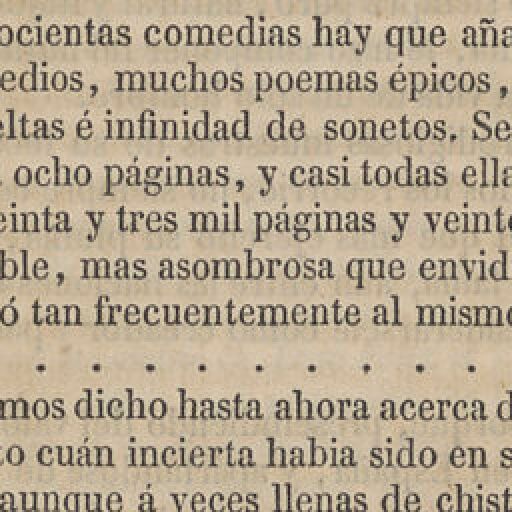 ocientas comedias hay que aña
edios, muchos poemas épicos,
eltas é infinidad de sonetos. Se
ocho páginas, y casi todas ella
einta y tres mil páginas y veinte
ble, mas asombrosa que envid
ó tan frecuentemente al mismo
. . . . . . . . .
mos dicho hasta ahora acerca d
to cuán incierta habia sido en s
aunque á veces llenas de chist